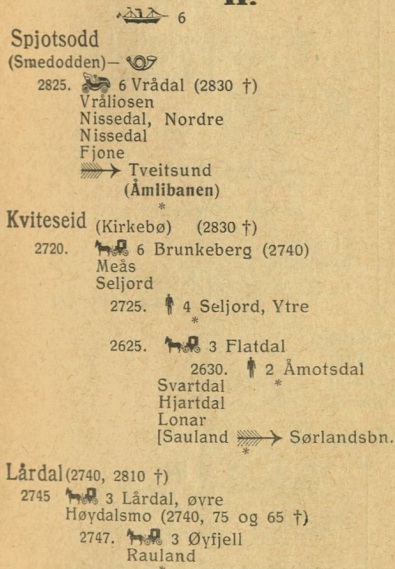 6
Spjotsodd
(Smedodden)—
2825. 6 Vrådal (2830 †)
Vråliosen
Nissedal, Nordre
Nissedal
Fjone
Tveitsund
(Åmlibanen)
*
Kviteseid (Kirkebø) (2830 †)
2720. 6 Brunkeberg (2740)
Meås
Seljord
2725. 4 Seljord, Ytre
*
2625. 3 Flatdal
2630. 2 Åmotsdal
Svartdal *
Hjartdal
Lonar
[Sauland Sørlandsbn.
*
Lårdal (2740, 2810 †)
2745 3 Lårdal, øvre
Høydalsmo (2740, 75 og 65 †)
2747. 3 Øyfjell
Rauland